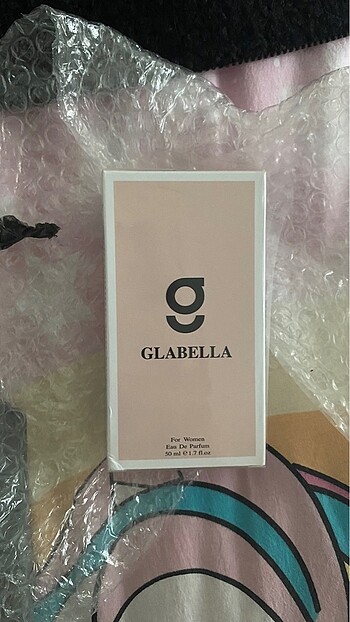 g
GLABELLA
For Women
Eau De Parfum
50 ml ℮ 1.7 fl.oz